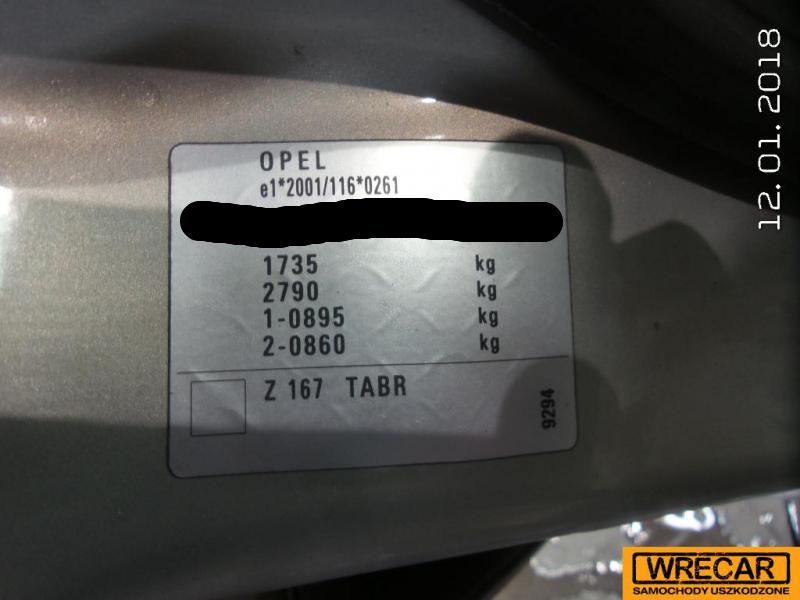 OPEL
e1*2001/116*0261
1735 kg
2790 kg
1-0895 kg
2-0860 kg
Z 167 TABR
9294
12.01.2018
WRECAR
SAMOCHODY USZKODZONE